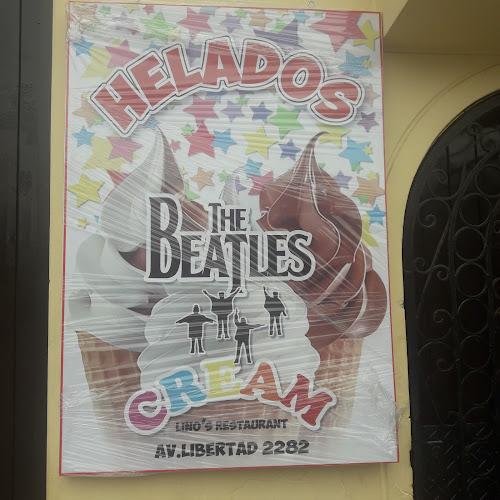 HELADOS
THE
BEATLES
CREAM
LINO'S RESTAURANT
AV.LIBERTAD 2282